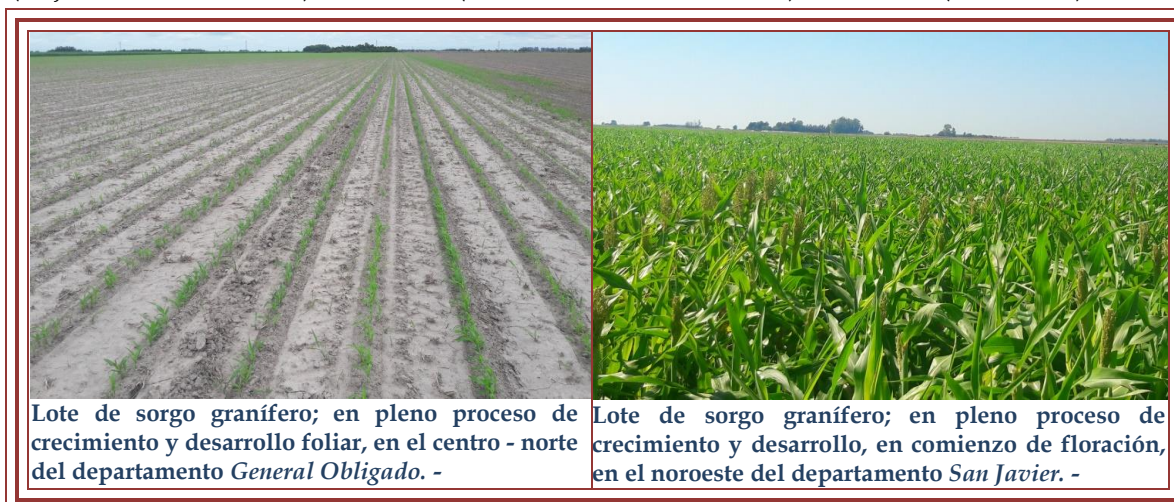 Lote de sorgo granífero; en pleno proceso de
crecimiento y desarrollo foliar, en el centro - norte
del departamento General Obligado. -
Lote de sorgo granífero; en pleno proceso de
crecimiento y desarrollo, en comienzo de floración,
en el noroeste del departamento San Javier. -